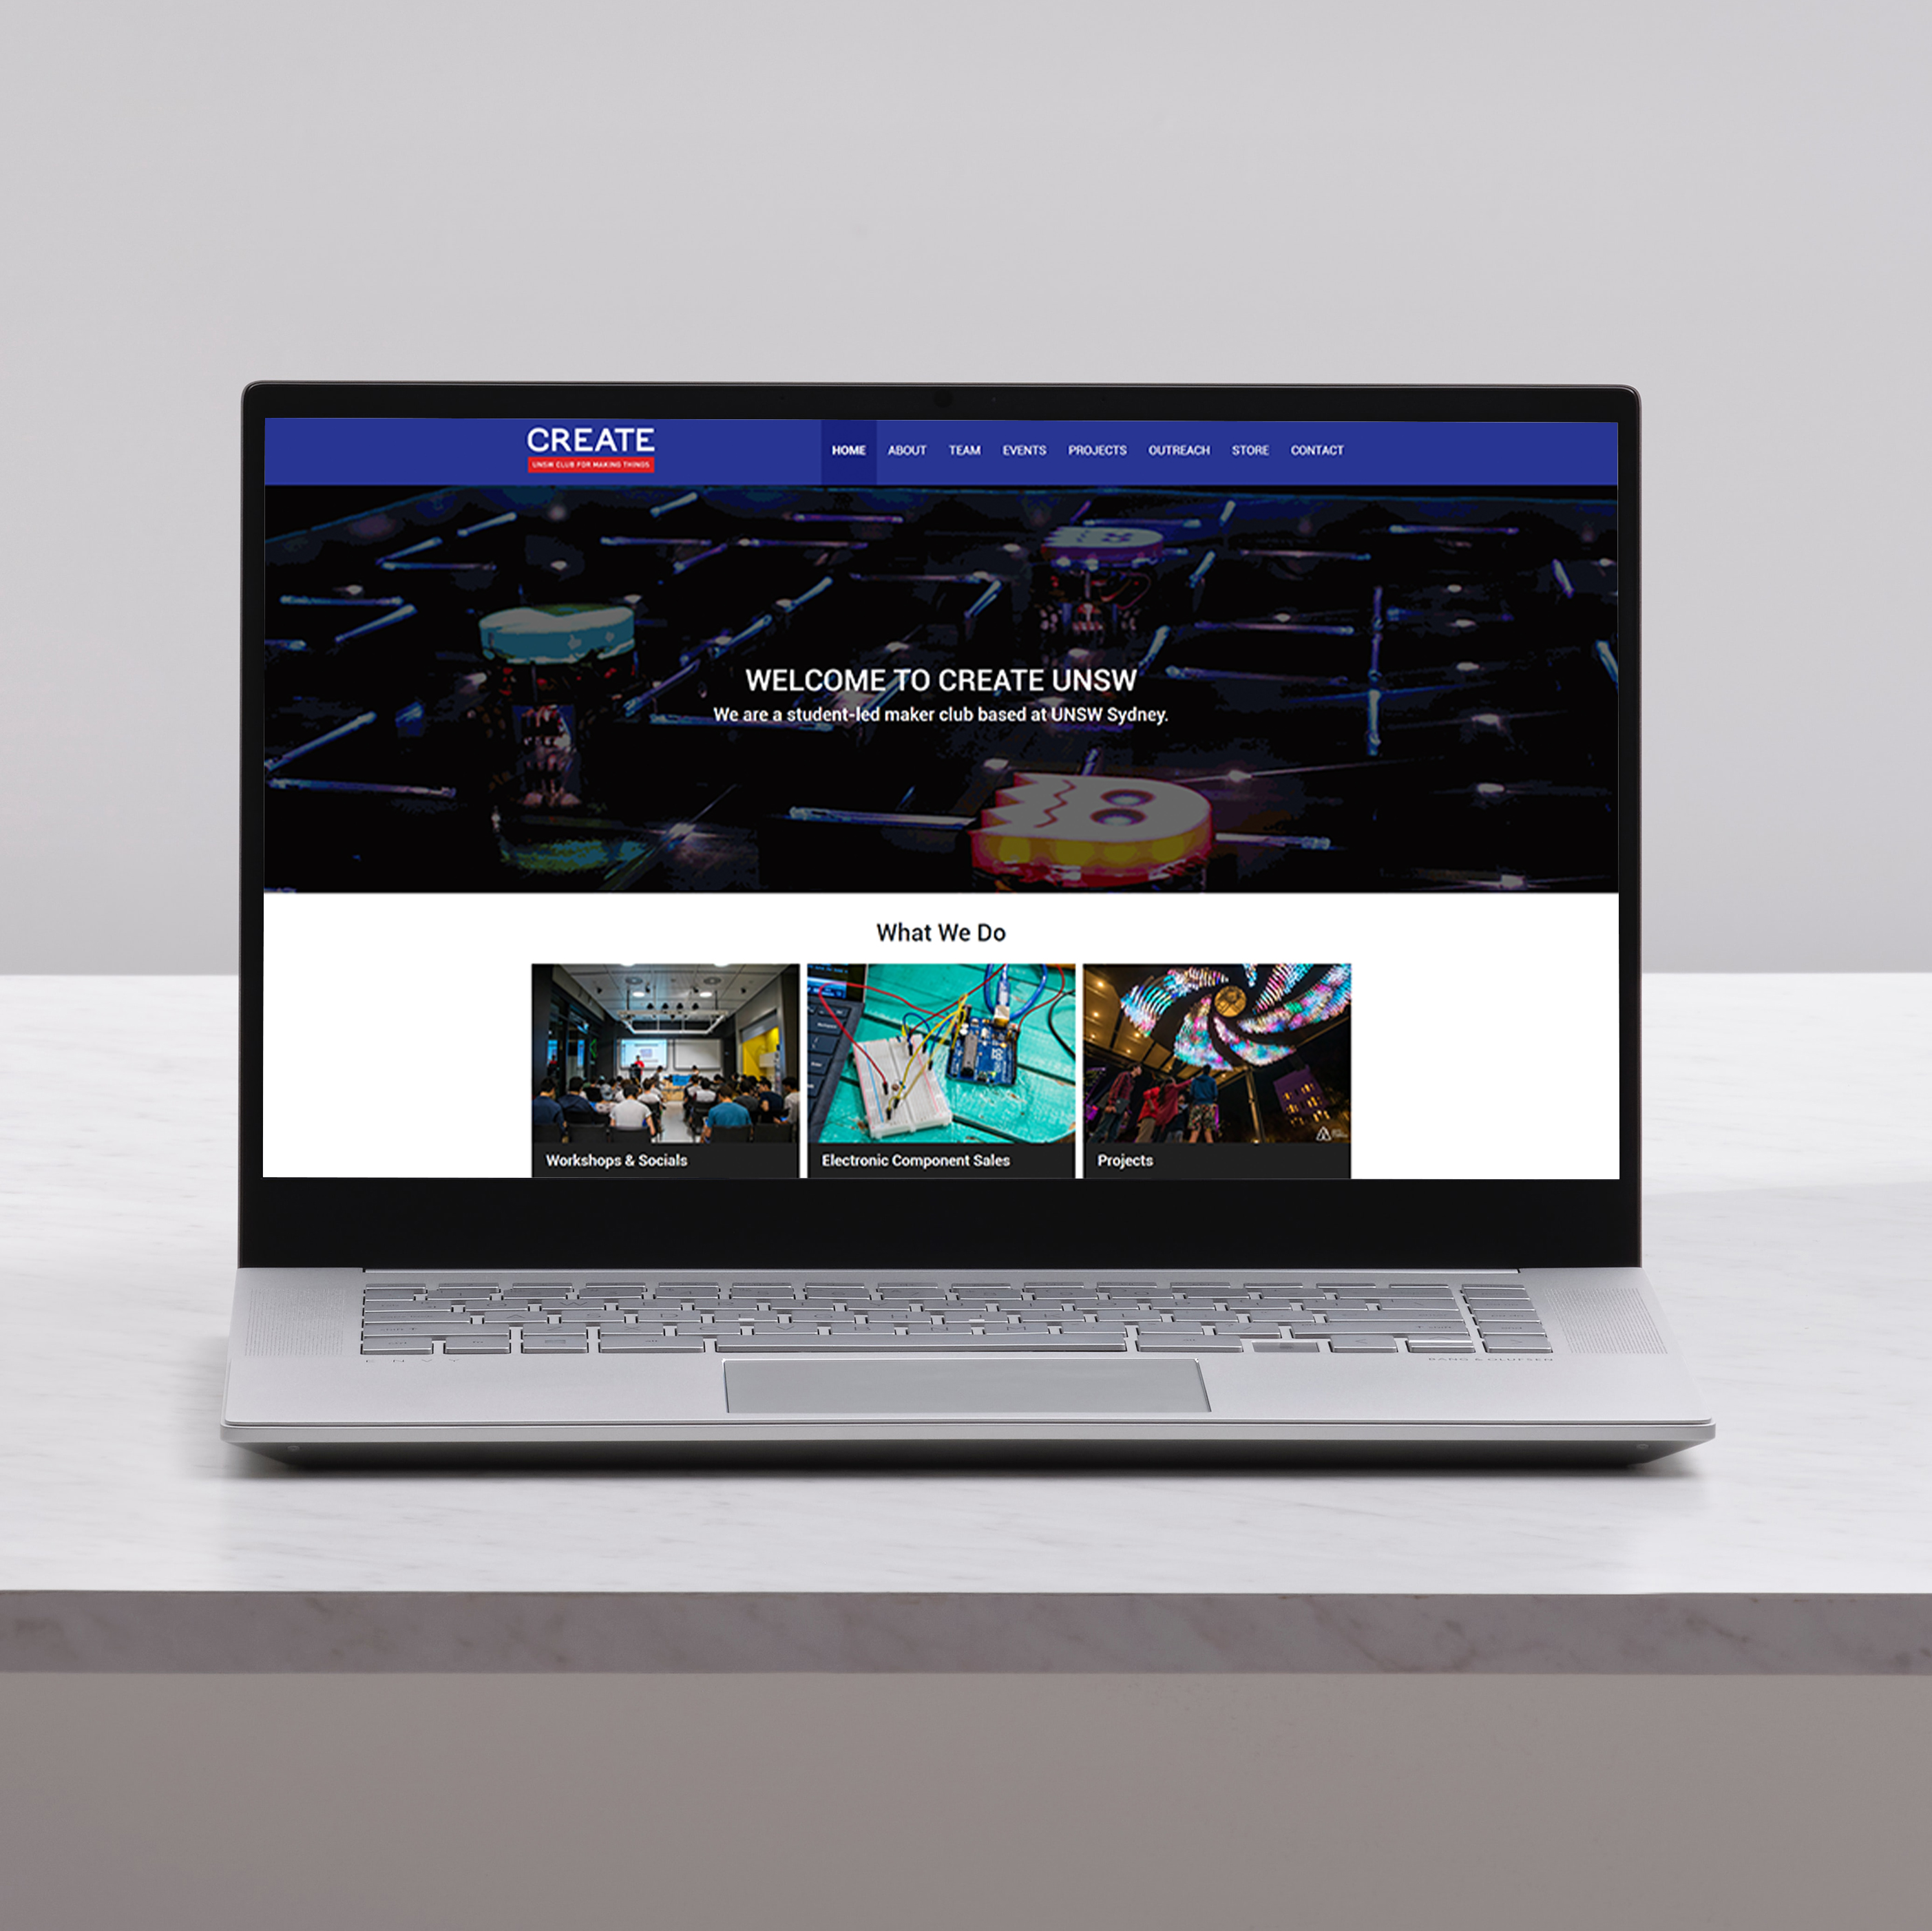 CREATE
UNSW CLUB FOR MAKING THINGS
HOME ABOUT TEAM EVENTS PROJECTS OUTREACH STORE CONTACT
WELCOME TO CREATE UNSW
We are a student-led maker club based at UNSW Sydney.
What We Do
Workshops & Socials
Electronic Component Sales
Projects
ENVY
BANG & OLUFSEN